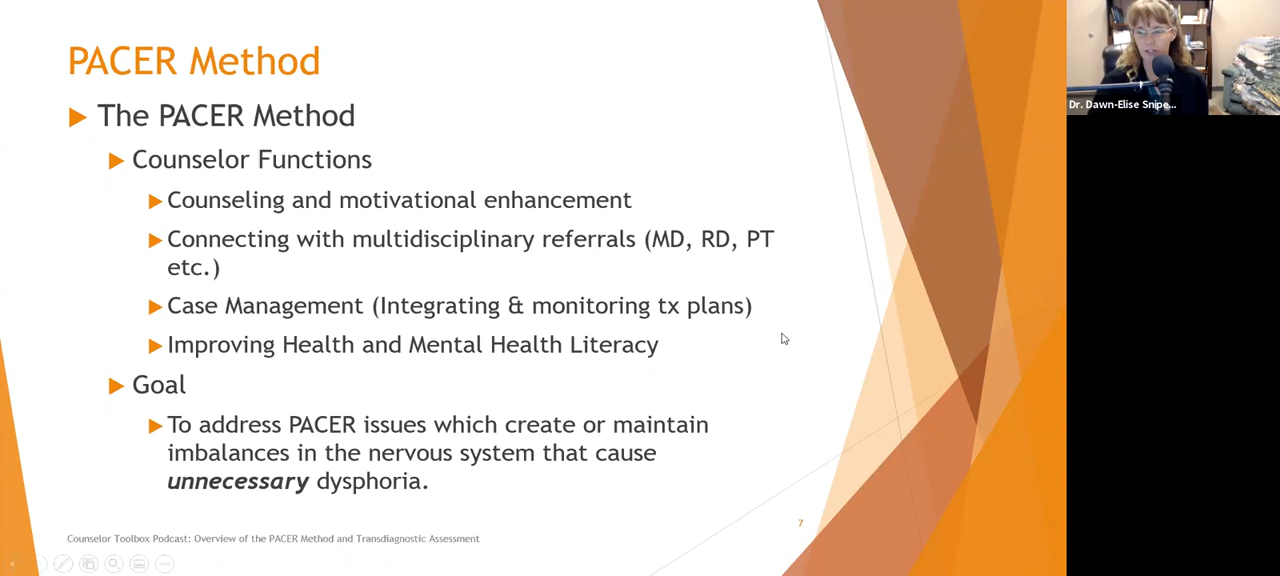 PACER Method
The PACER Method
Counselor Functions
Counseling and motivational enhancement
Connecting with multidisciplinary referrals (MD, RD, PT
etc.)
Case Management (Integrating & monitoring tx plans)
Improving Health and Mental Health Literacy
Goal
To address PACER issues which create or maintain
imbalances in the nervous system that cause
unnecessary dysphoria.
7
Counselor Toolbox Podcast: Overview of the PACER Method and Transdiagnostic Assessment
Dr. Dawn-Elise Snipe...